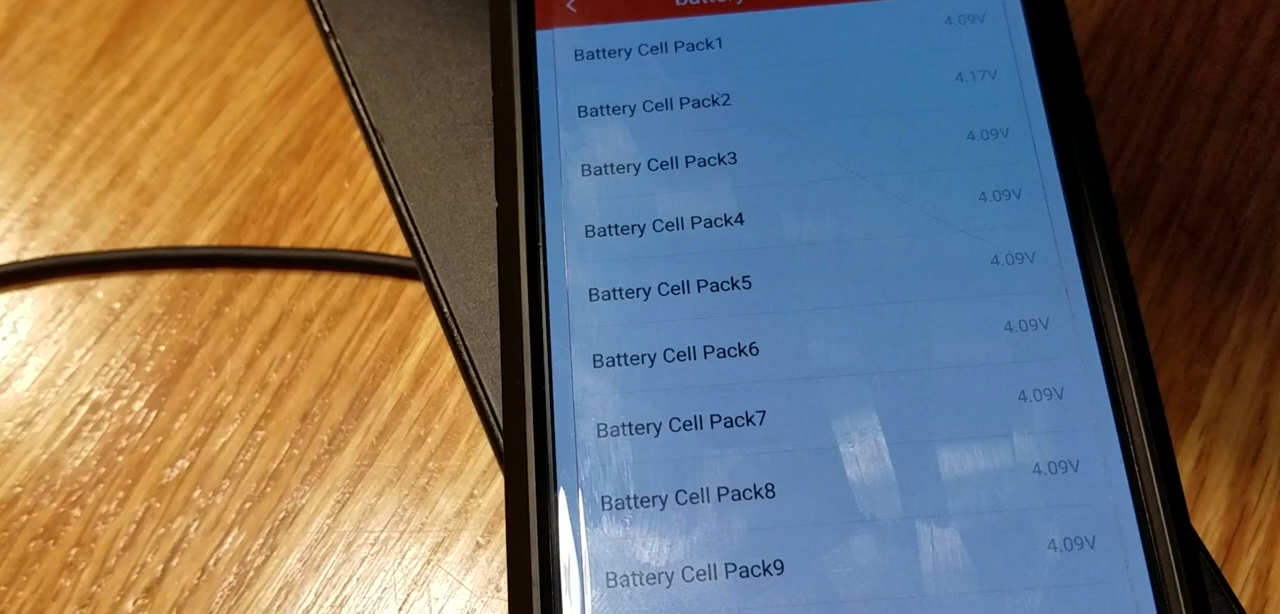 Battery
Battery Cell Pack1 4.09V
Battery Cell Pack2 4.17V
Battery Cell Pack3 4.09V
Battery Cell Pack4 4.09V
Battery Cell Pack5 4.09V
Battery Cell Pack6 4.09V
Battery Cell Pack7 4.09V
Battery Cell Pack8 4.09V
Battery Cell Pack9 4.09V